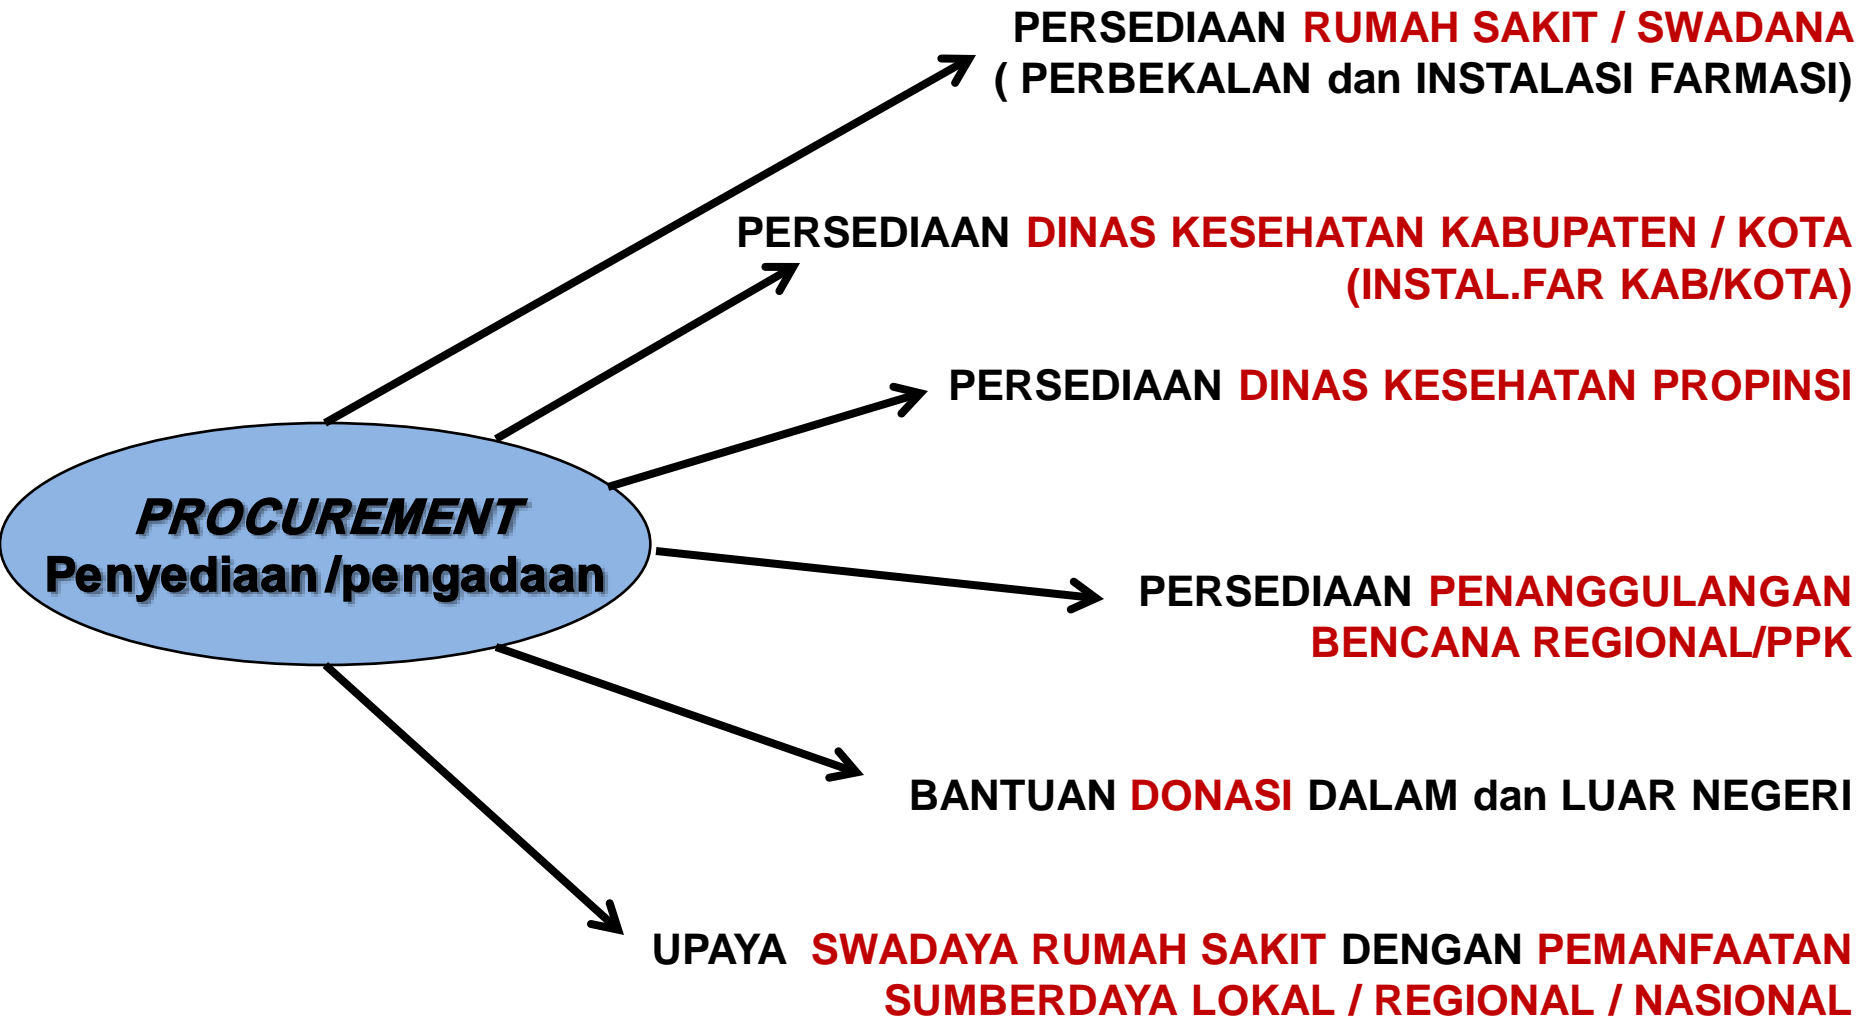 PERSEDIAAN RUMAH SAKIT / SWADANA
( PERBEKALAN dan INSTALASI FARMASI)
PERSEDIAAN DINAS KESEHATAN KABUPATEN / KOTA
(INSTAL.FAR KAB/KOTA)
PERSEDIAAN DINAS KESEHATAN PROPINSI
PROCUREMENT
Penyediaan/pengadaan
PERSEDIAAN PENANGGULANGAN
BENCANA REGIONAL/PPK
BANTUAN DONASI DALAM dan LUAR NEGERI
UPAYA SWADAYA RUMAH SAKIT DENGAN PEMANFAATAN
SUMBERDAYA LOKAL / REGIONAL / NASIONAL